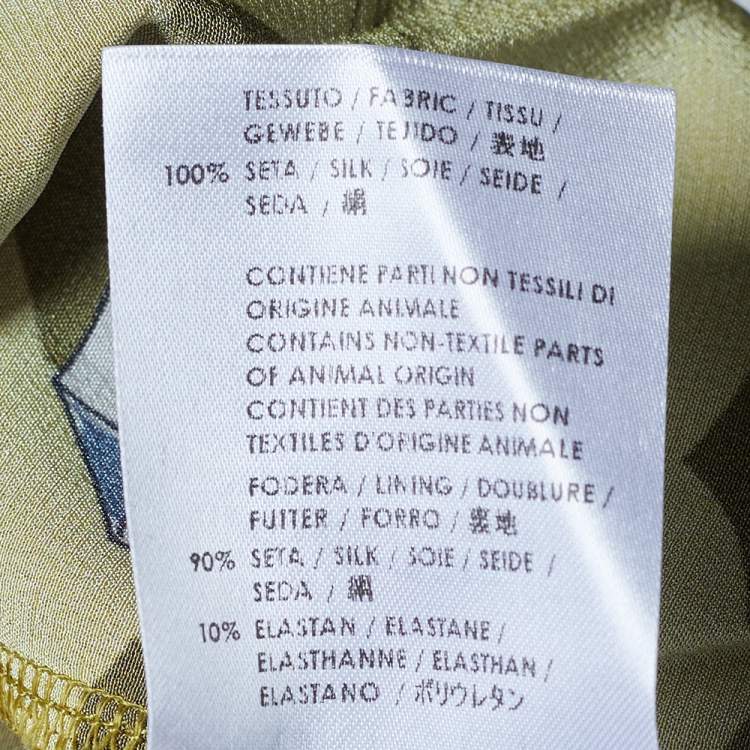 TESSUTO / FABRIC / TISSU /
GEWEBE / TEJIDO / 表地
100% SETA / SILK / SOIE / SEIDE /
SEDA / 絹
CONTIENE PARTI NON TESSILI DI
ORIGINE ANIMALE
CONTAINS NON-TEXTILE PARTS
OF ANIMAL ORIGIN
CONTIENT DES PARTIES NON
TEXTILES D'ORIGINE ANIMALE
FODERA / LINING / DOUBLURE /
FUTTER / FORRO / 裏地
90% SETA / SILK / SOIE / SEIDE /
SEDA / 絹
10% ELASTAN / ELASTANE /
ELASTHANNE / ELASTHAN /
ELASTANO / ポリウレタン